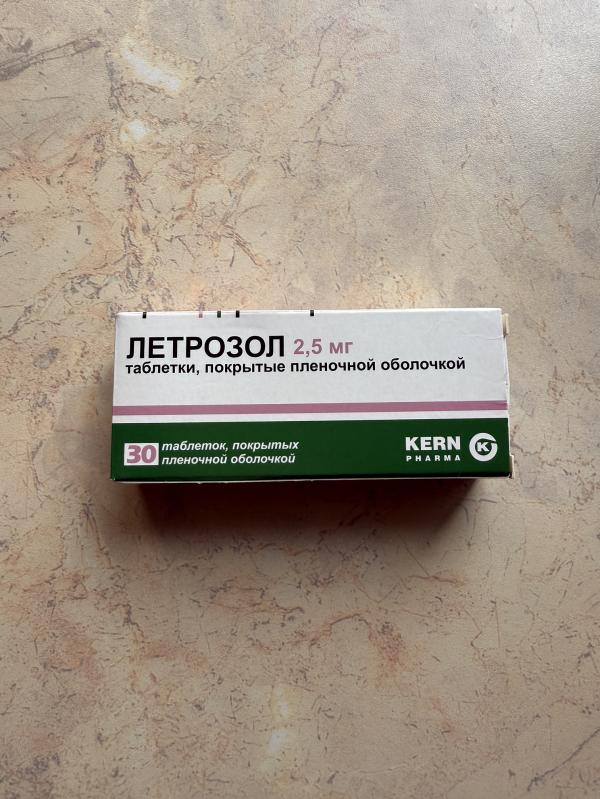 ЛЕТРОЗОЛ 2,5 мг
таблетки, покрытые пленочной оболочкой
30 таблеток, покрытых
пленочной оболочкой
KERN
PHARMA
K